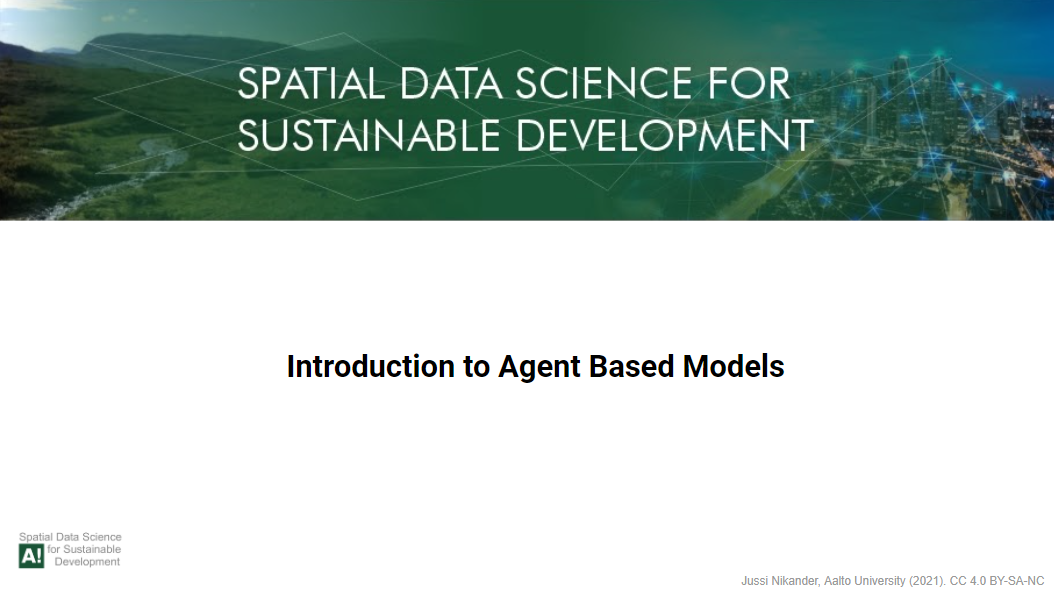 SPATIAL DATA SCIENCE FOR
SUSTAINABLE DEVELOPMENT
Introduction to Agent Based Models
Spatial Data Science
A! for Sustainable
Development
Jussi Nikander, Aalto University (2021). CC 4.0 BY-SA-NC